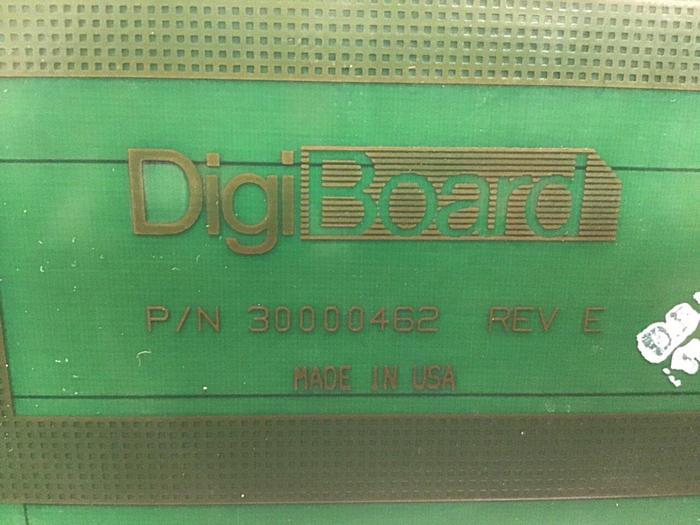 DigiBoard
P/N 30000462 REV E
MADE IN USA